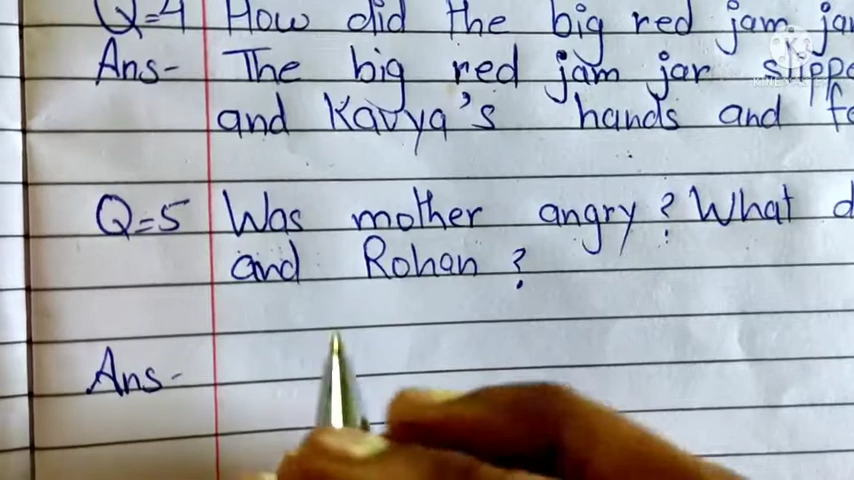 Q=4 How did the big red jam
Ans- The big red jam jar
and Kavya's hands and
Q=5 Was mother angry? What
and Rohan ?
Ans-